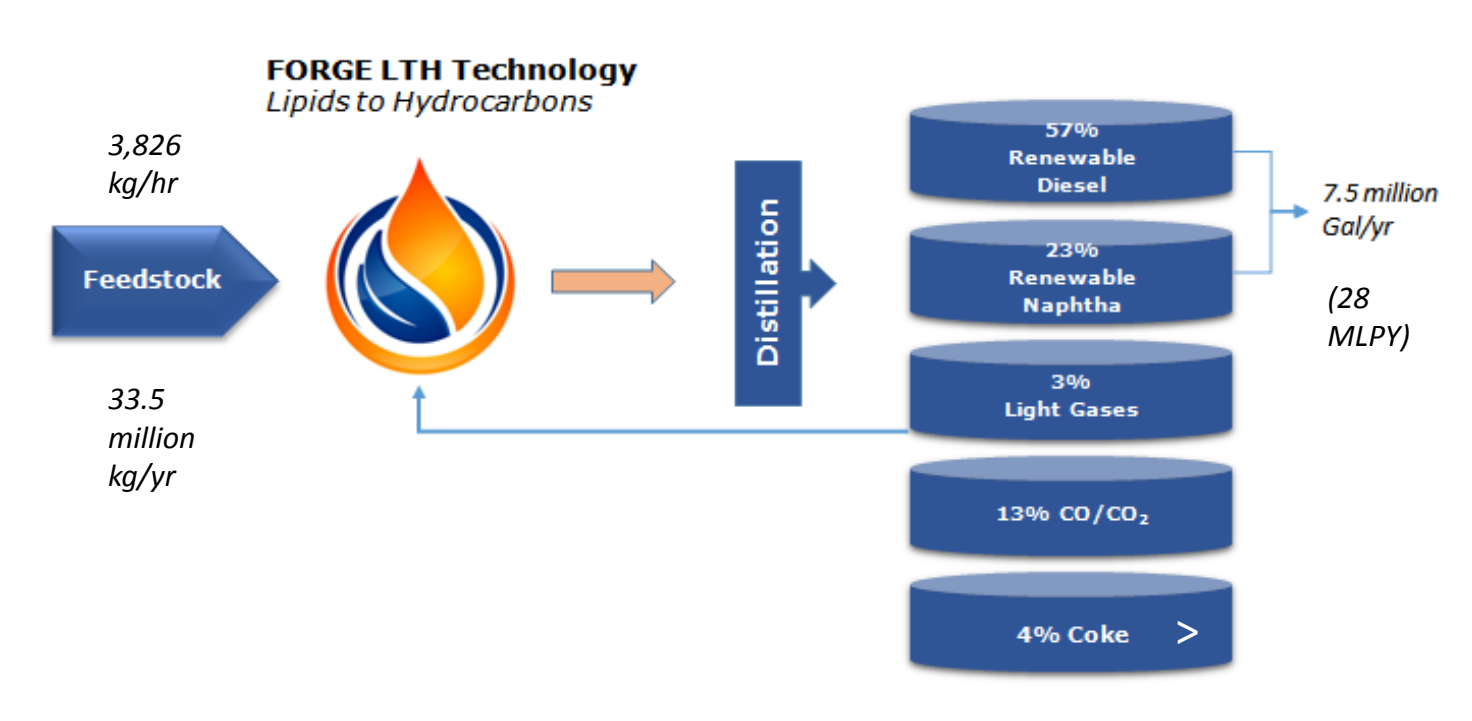 FORGE LTH Technology
Lipids to Hydrocarbons
3,826
kg/hr
Feedstock
33.5
million
kg/yr
Distillation
57%
Renewable
Diesel
23%
Renewable
Naphtha
3%
Light Gases
13% CO/CO₂
4% Coke >
7.5 million
Gal/yr
(28
MLPY)